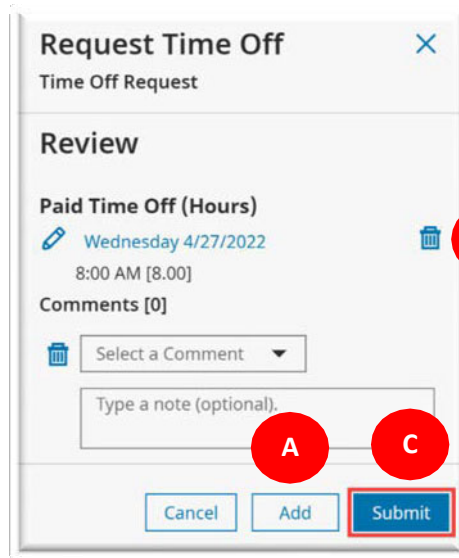 Request Time Off
Time Off Request
Review
Paid Time Off (Hours)
Wednesday 4/27/2022
8:00 AM [8.00]
Comments [0]
Select a Comment
Type a note (optional).
A C
Cancel Add Submit